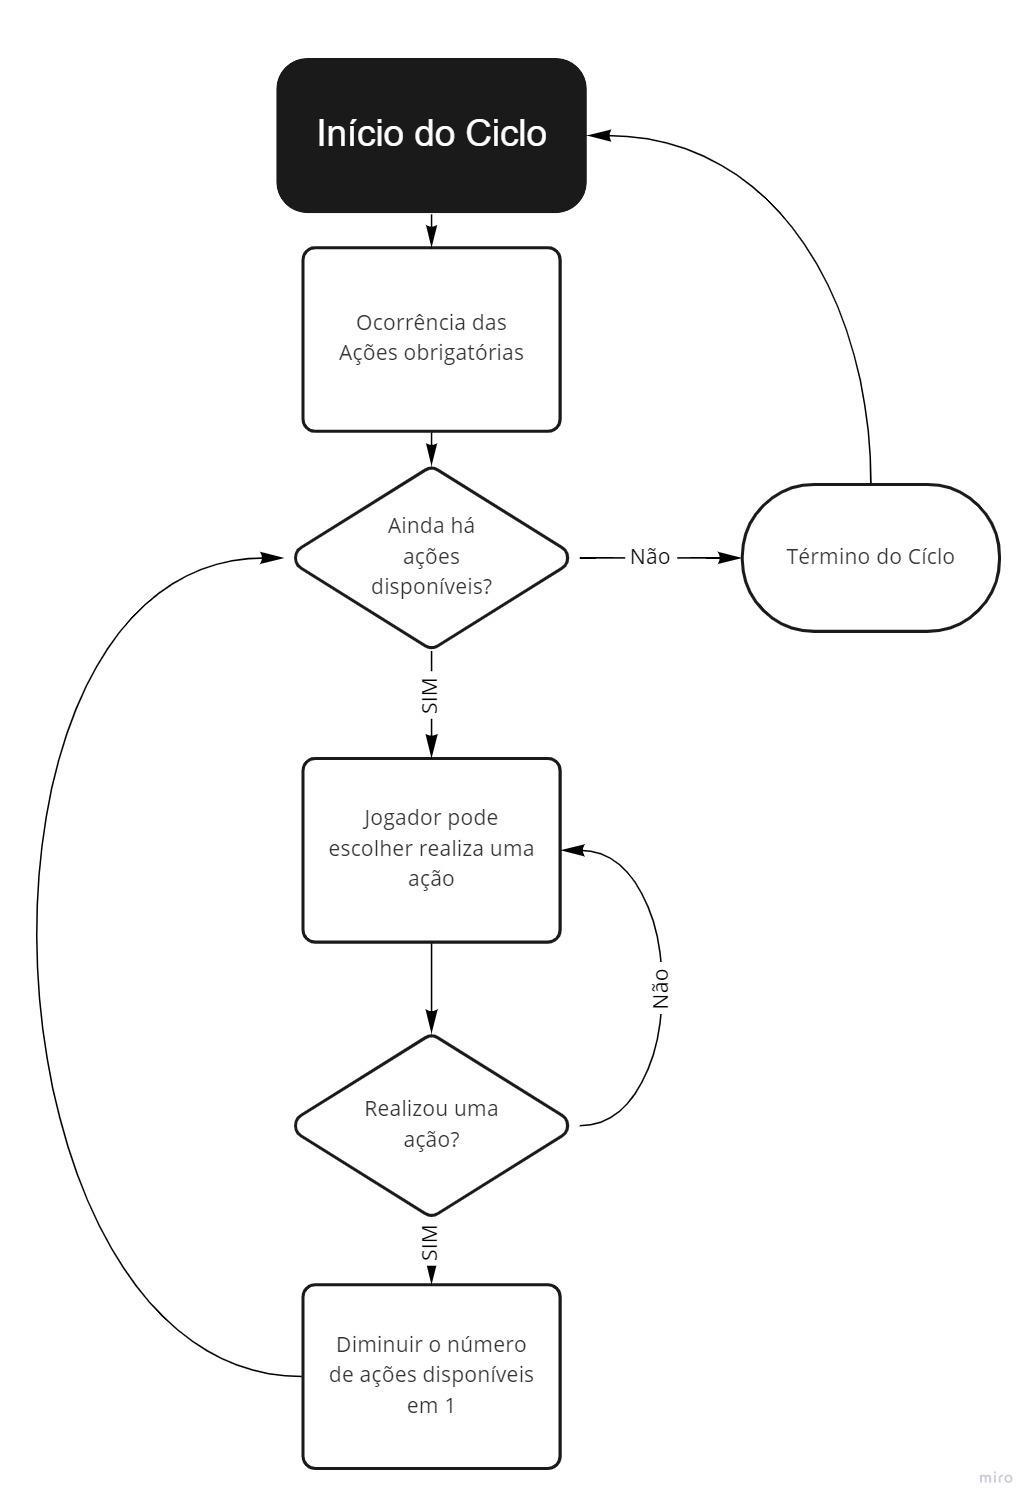 Início do Ciclo
Ocorrência das
Ações obrigatórias
Ainda há
ações
disponíveis?
Não
Término do Cíclo
SIM
Jogador pode
escolher realiza uma
ação
Não
Realizou uma
ação?
SIM
Diminuir o número
de ações disponíveis
em 1
miro